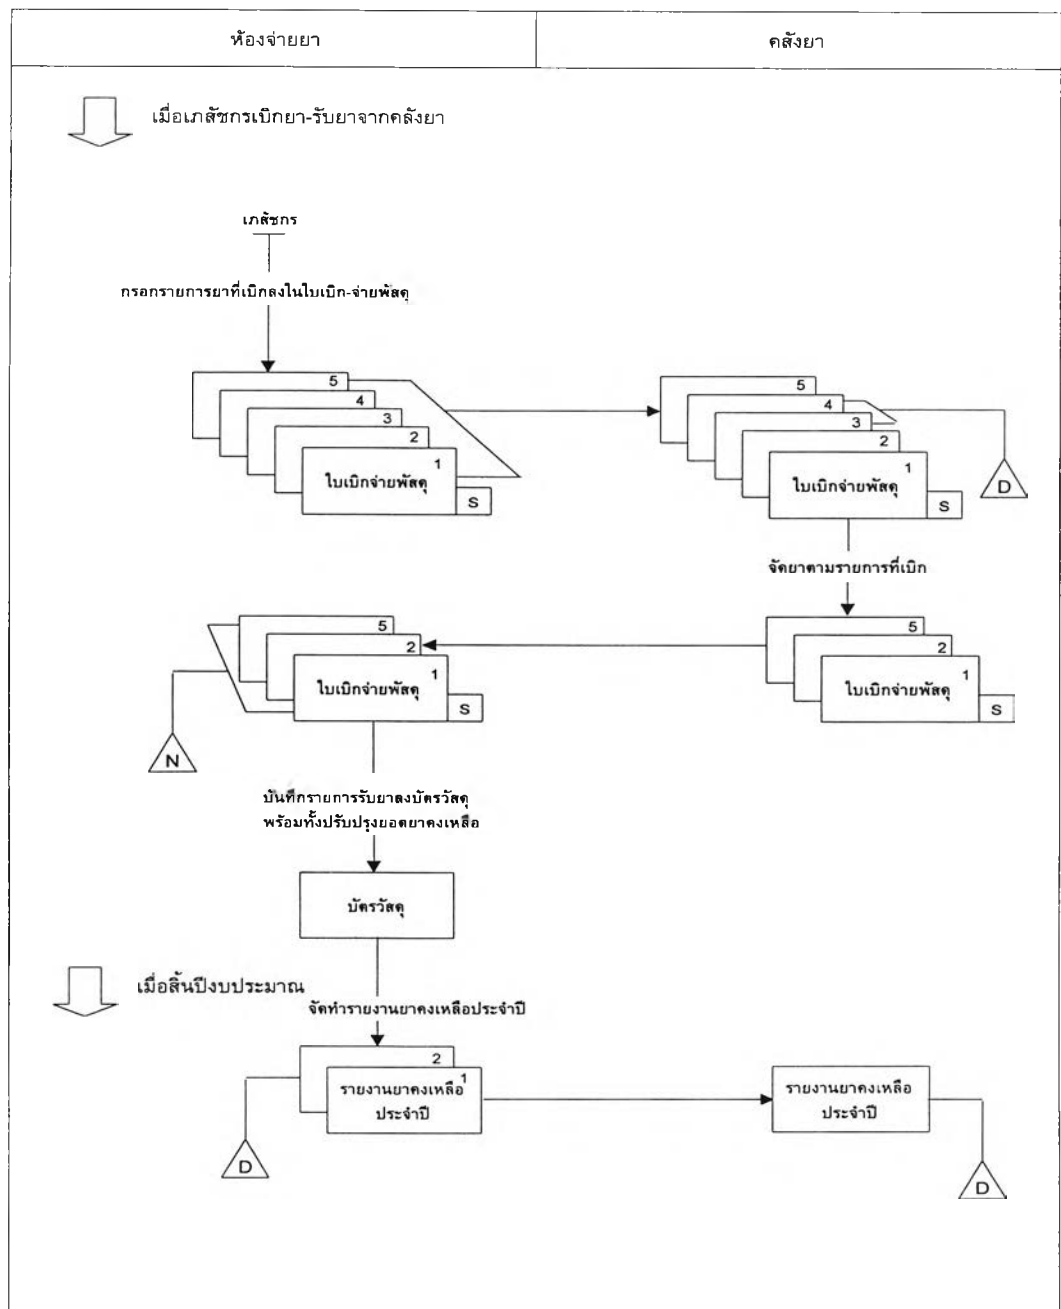 ห้องจ่ายยา
คลังยา
เมื่อเภสัชกรเบิกยา-รับยาจากคลังยา
เภสัชกร
กรอกรายการยาที่เบิกลงในใบเบิก-จ่ายพัสดุ
5
4
3
2
1
ใบเบิกจ่ายพัสดุ
S
5
4
3
2
1
ใบเบิกจ่ายพัสดุ
S
D
จัดยาตามรายการที่เบิก
5
2
1
ใบเบิกจ่ายพัสดุ
S
N
5
2
1
ใบเบิกจ่ายพัสดุ
S
บันทึกรายการรับยาลงบัตรวัสดุ
พร้อมทั้งปรับปรุงยอดยาคงเหลือ
บัตรวัสดุ
เมื่อสิ้นปีงบประมาณ
จัดทำรายงานยาคงเหลือประจำปี
2
1
รายงานยาคงเหลือ
ประจำปี
D
รายงานยาคงเหลือ
ประจำปี
D